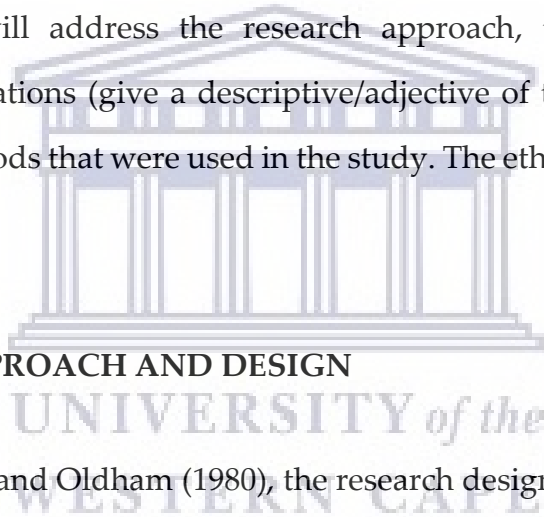 ill address the research approach,
ations (give a descriptive/adjective of
ods that were used in the study. The eth
PROACH AND DESIGN
UNIVERSITY of the
and Oldham (1980), the research design
WESTERN CAPE